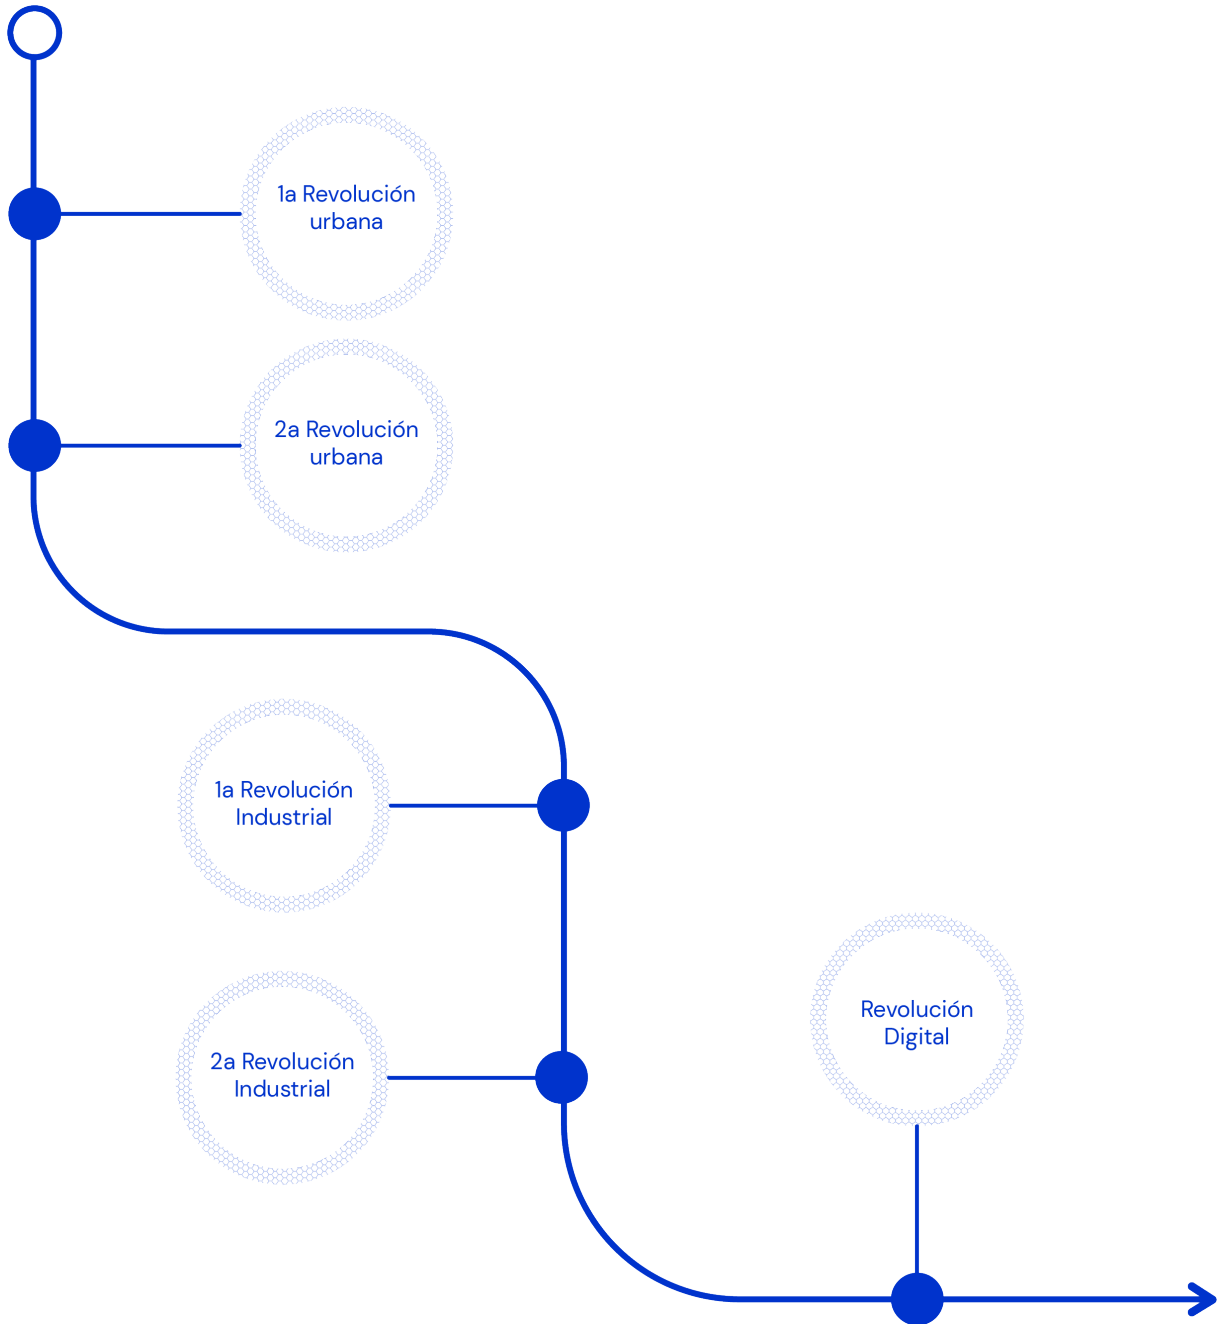 1a Revolución
urbana
2a Revolución
urbana
1a Revolución
Industrial
2a Revolución
Industrial
Revolución
Digital